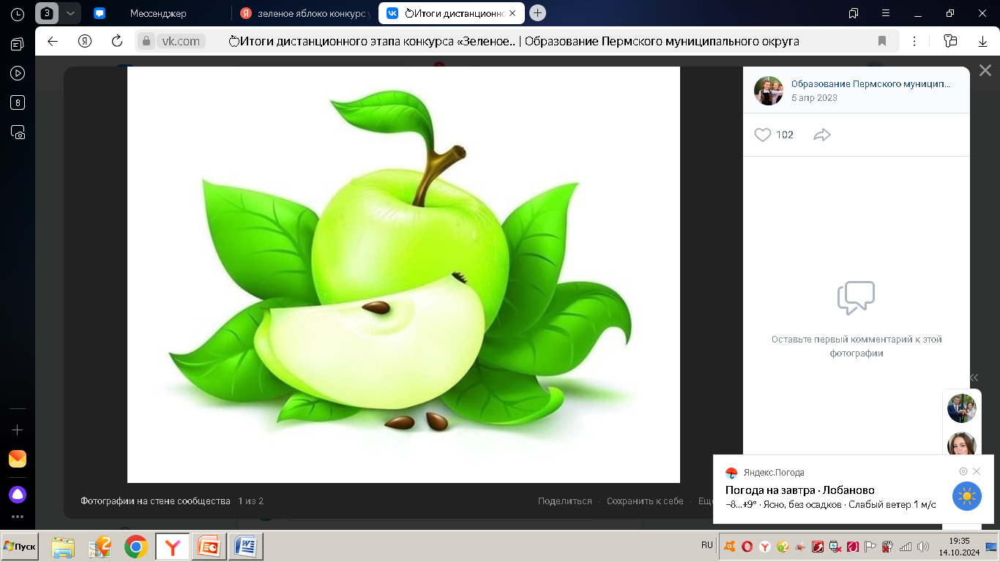 3
Мессенджер
зеленое яблоко конкурс
Итоги дистанционн
vk.com
Итоги дистанционного этапа конкурса «Зеленое.. | Образование Пермского муниципального округа
8
Образование Пермского муницип...
5 апр 2023
102
Оставьте первый комментарий к этой
фотографии
Фотографии на стене сообщества 1 из 2
Поделиться · Сохранить к себе ·
Яндекс.Погода
Погода на завтра · Лобаново
−8...+9° · Ясно, без осадков · Слабый ветер 1 м/с
Пуск
RU
19:35
14.10.2024